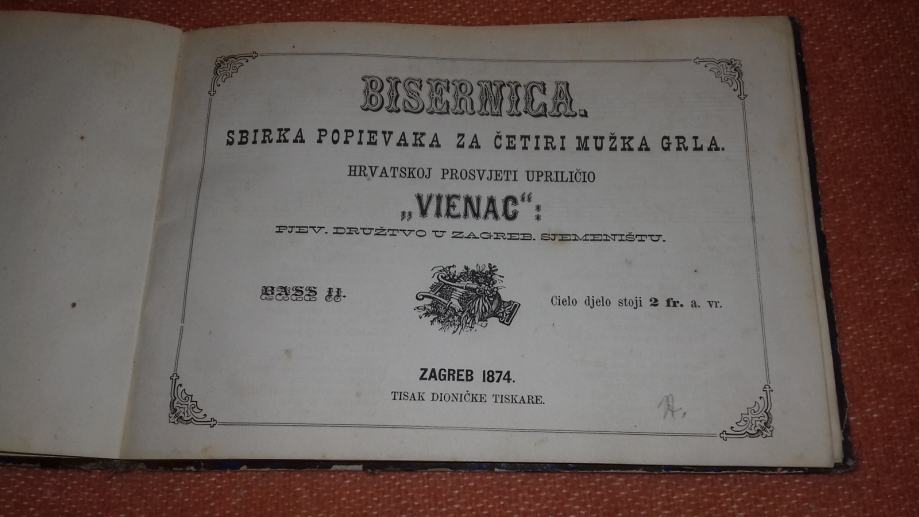 BISERNICA.
SBIRKA POPIEVAKA ZA ČETIRI MUŽKA GRLA.
HRVATSKOJ PROSVJETI UPRILIČIO
„VIENAC“:
PJEV. DRUŽTVO U ZAGREB. SJEMENIŠTU.
BASS II.
Cielo djelo stoji 2 fr. a. vr.
ZAGREB 1874.
TISAK DIONIČKE TISKARE.